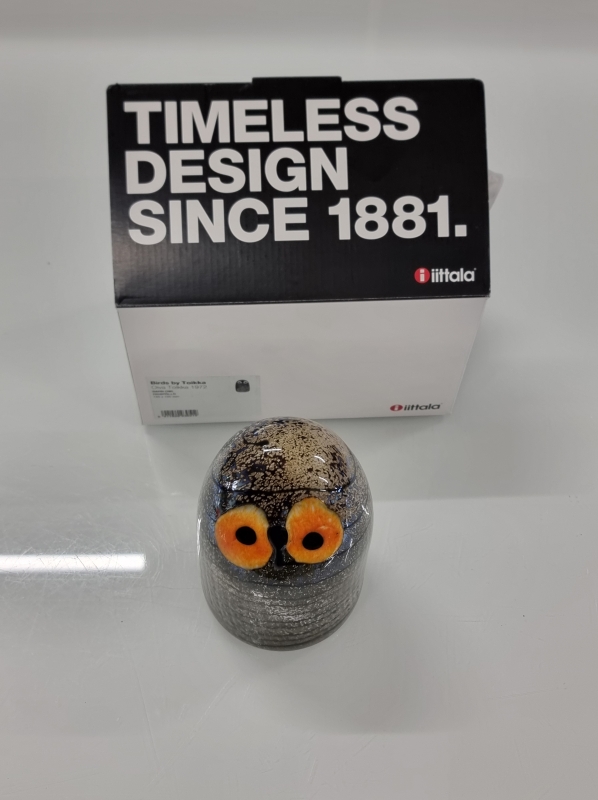 TIMELESS
DESIGN
SINCE 1881.
i iittala
Birds by Toikka
i iittala